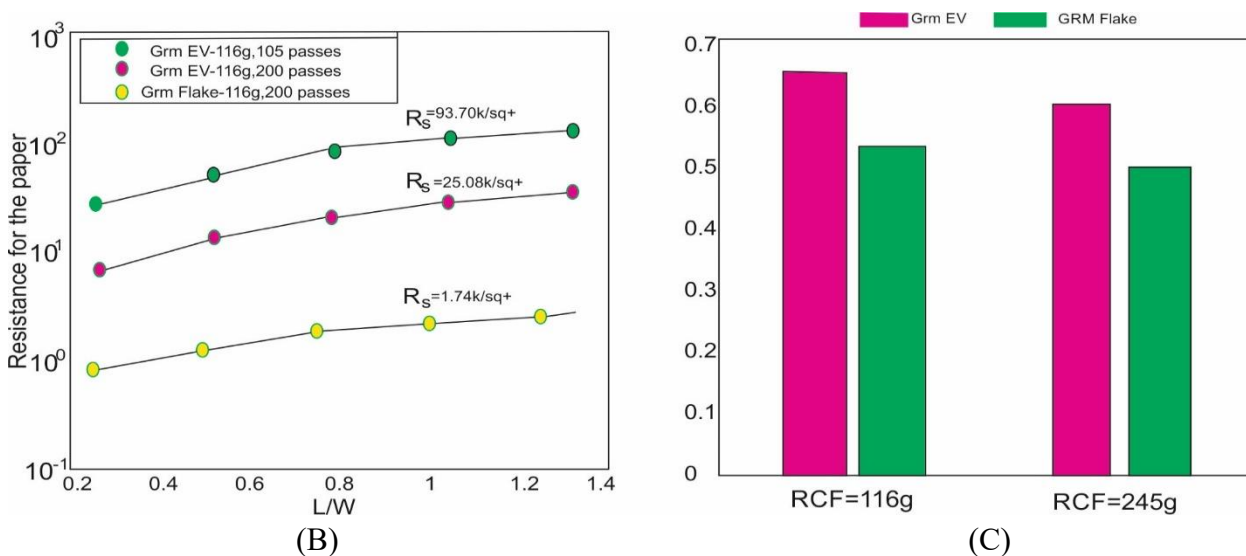 10³
Grm EV-116g,105 passes
Grm EV-116g,200 passes
Grm Flake-116g,200 passes
Rs=93.70k/sq+
10²
Rs=25.08k/sq+
10¹
Rs=1.74k/sq+
10⁰
10⁻¹
Resistance for the paper
0.2 0.4 0.6 0.8 1 1.2 1.4
L/W
(B)
Grm EV GRM Flake
0.7
0.6
0.5
0.4
0.3
0.2
0.1
0
RCF=116g RCF=245g
(C)